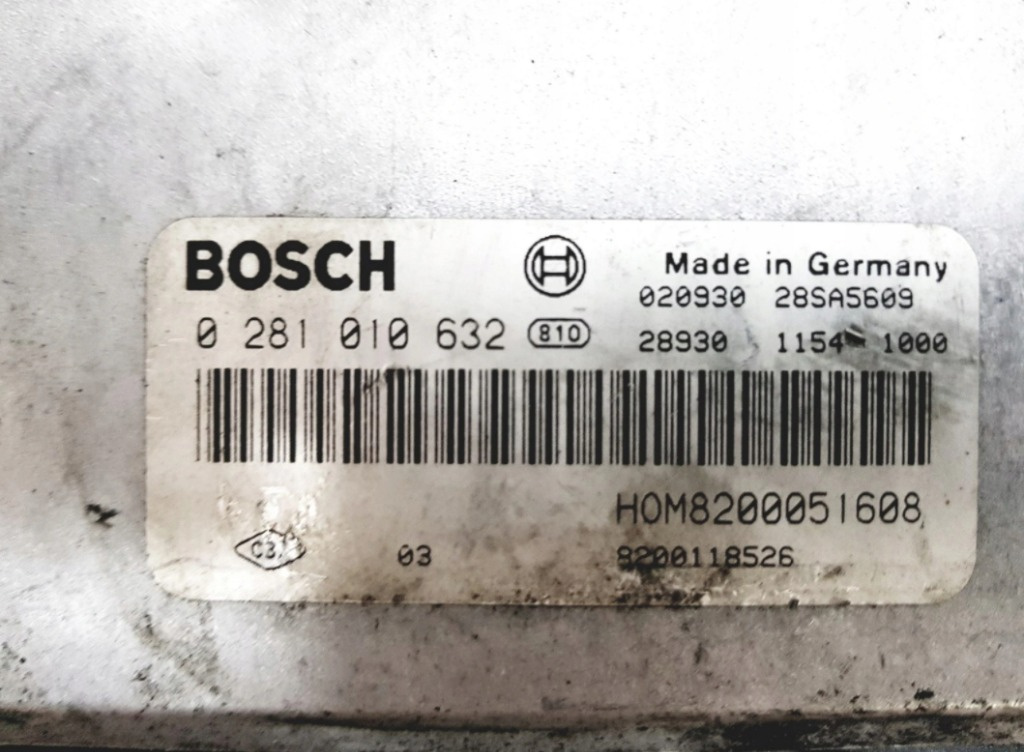 BOSCH
Made in Germany
020930 28SA5609
0 281 010 632 810
28930 1154 1000
HOM8200051608
03
8200118526